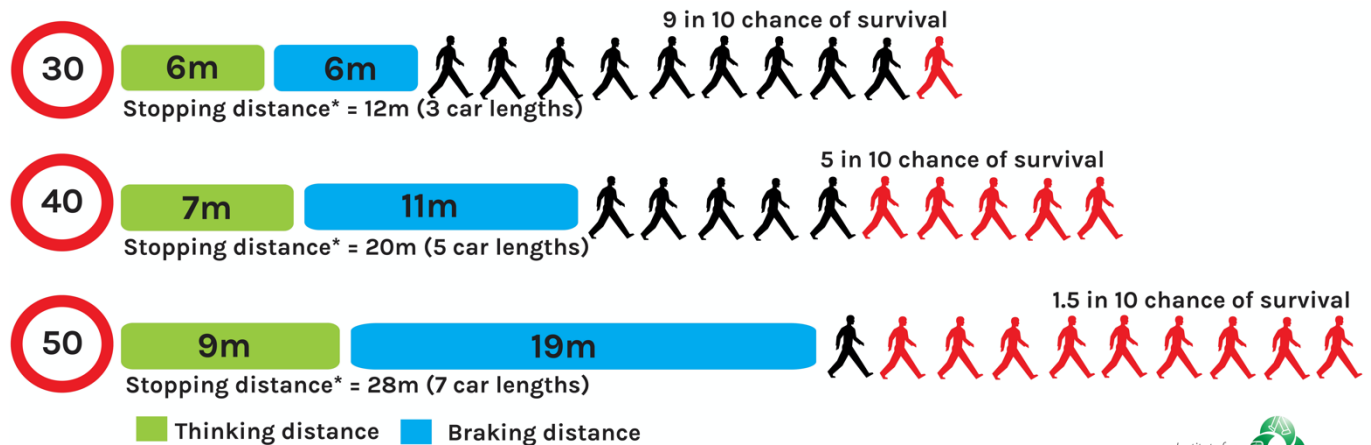 9 in 10 chance of survival
30
6m
6m
Stopping distance* = 12m (3 car lengths)
5 in 10 chance of survival
40
7m
11m
Stopping distance* = 20m (5 car lengths)
1.5 in 10 chance of survival
50
9m
19m
Stopping distance* = 28m (7 car lengths)
Thinking distance
Braking distance